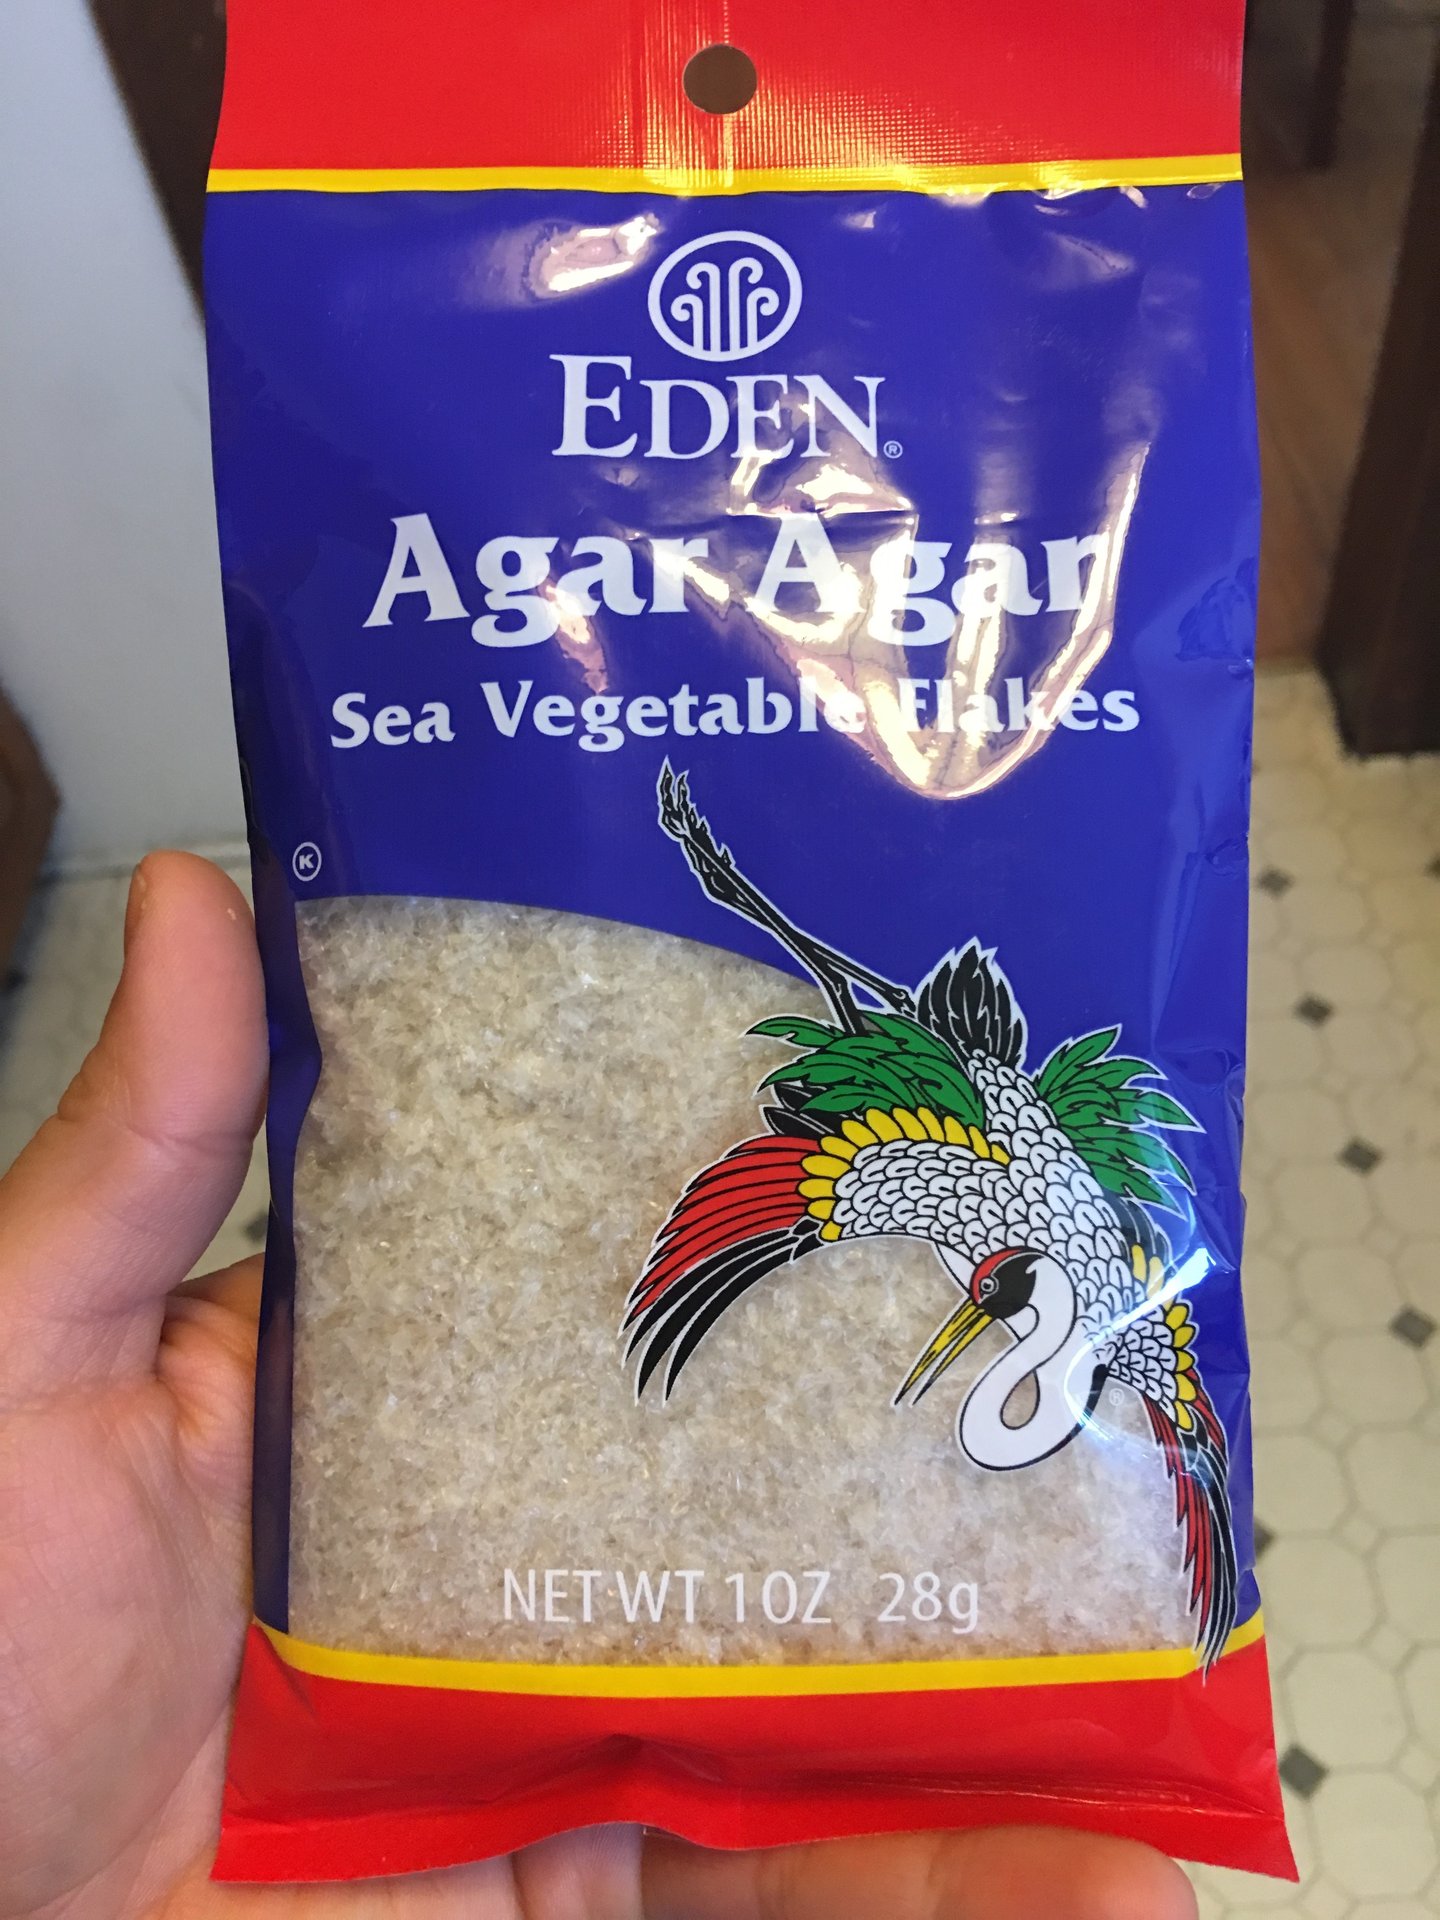 EDEN®
Agar Agar
Sea Vegetable Flakes
K
®
NET WT 1OZ 28g